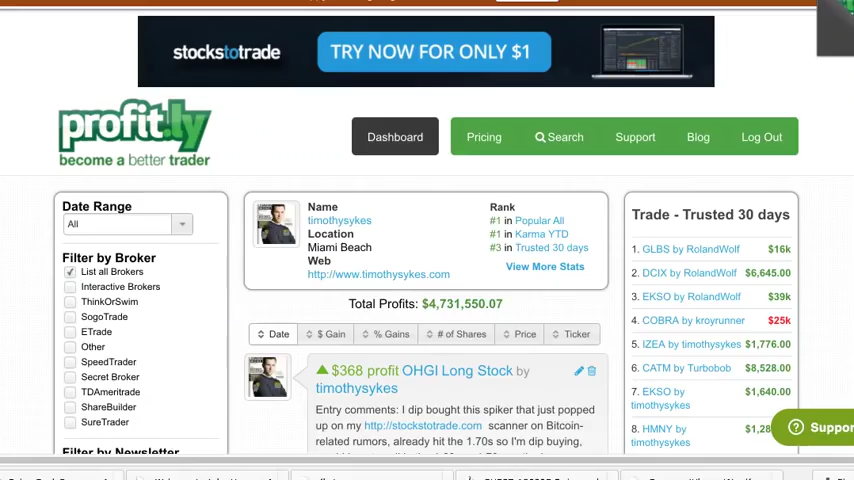 stockstotrade
TRY NOW FOR ONLY $1
profit.ly
become a better trader
Dashboard
Pricing
Search
Support
Blog
Log Out
Date Range
All
Filter by Broker
List all Brokers
Interactive Brokers
ThinkOrSwim
SogoTrade
ETrade
Other
SpeedTrader
Secret Broker
TDAmeritrade
ShareBuilder
SureTrader
Filter by Newsletter
Name
timothysykes
Location
Miami Beach
Web
http://www.timothysykes.com
Rank
#1 in Popular All
#1 in Karma YTD
#3 in Trusted 30 days
View More Stats
Total Profits: $4,731,550.07
Date
$ Gain
% Gains
# of Shares
Price
Ticker
$368 profit OHGI Long Stock by
timothysykes
Entry comments: I dip bought this spiker that just popped
up on my http://stockstotrade.com scanner on Bitcoin-
related rumors, already hit the 1.70s so I'm dip buying,
Trade - Trusted 30 days
1. GLBS by RolandWolf $16k
2. DCIX by RolandWolf $6,645.00
3. EKSO by RolandWolf $39k
4. COBRA by kroyrunner $25k
5. IZEA by timothysykes $1,776.00
6. CATM by Turbobob $8,528.00
7. EKSO by $1,640.00
timothysykes
8. HMNY by $1,28
timothysykes
Suppor